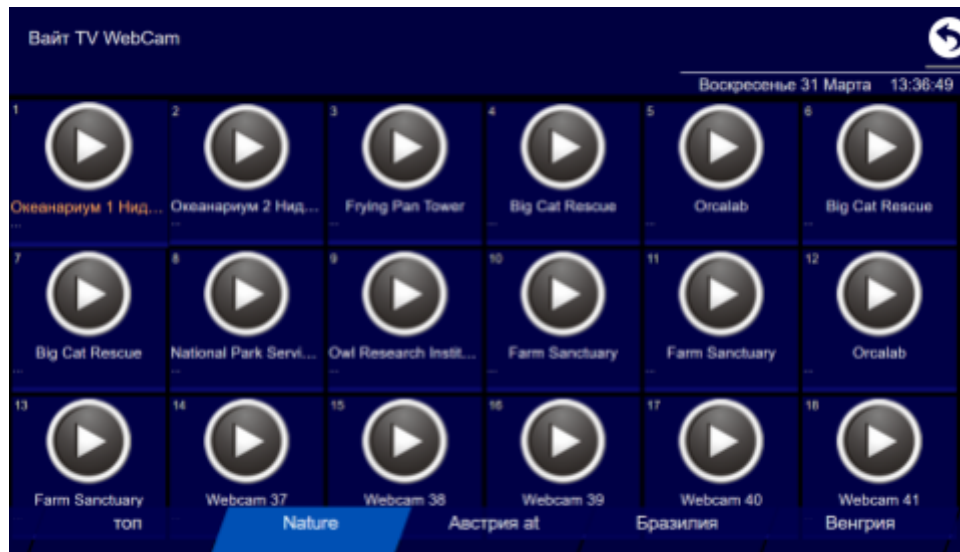 Вайт TV WebCam
Воскресенье 31 Марта 13:36:49
1 2 3 4 5 6
Океанариум 1 Нид... Океанариум 2 Нид... Frying Pan Tower Big Cat Rescue Orcalab Big Cat Rescue
... ... ... ... ... ...
7 8 9 10 11 12
Big Cat Rescue National Park Servi... Owl Research Instit... Farm Sanctuary Farm Sanctuary Orcalab
... ... ... ... ... ...
13 14 15 16 17 18
Farm Sanctuary Webcam 37 Webcam 38 Webcam 39 Webcam 40 Webcam 41
топ Nature Австрия at Бразилия Венгрия